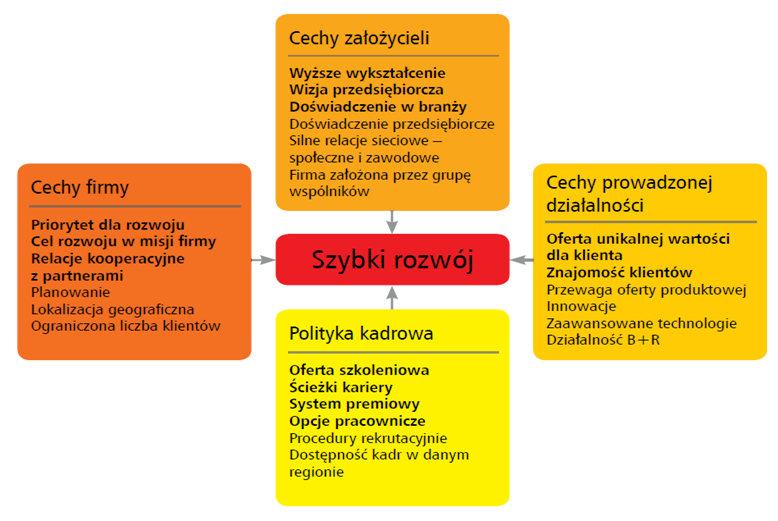 Cechy założycieli
Wyższe wykształcenie
Wizja przedsiębiorcza
Doświadczenie w branży
Doświadczenie przedsiębiorcze
Silne relacje sieciowe –
społeczne i zawodowe
Firma założona przez grupę
wspólników
Cechy firmy
Priorytet dla rozwoju
Cel rozwoju w misji firmy
Relacje kooperacyjne
z partnerami
Planowanie
Lokalizacja geograficzna
Ograniczona liczba klientów
Szybki rozwój
Cechy prowadzonej
działalności
Oferta unikalnej wartości
dla klienta
Znajomość klientów
Przewaga oferty produktowej
Innowacje
Zaawansowane technologie
Działalność B+R
Polityka kadrowa
Oferta szkoleniowa
Ścieżki kariery
System premiowy
Opcje pracownicze
Procedury rekrutacyjnie
Dostępność kadr w danym
regionie